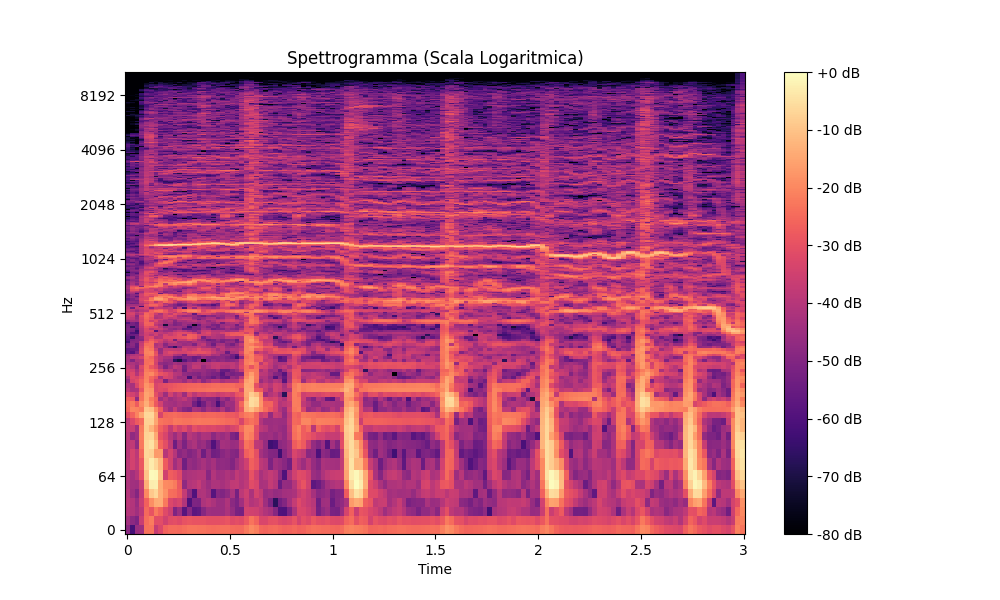 Spettrogramma (Scala Logaritmica)
8192
4096
2048
1024
512
256
128
64
0
Hz
0
0.5
1
1.5
2
2.5
3
Time
+0 dB
-10 dB
-20 dB
-30 dB
-40 dB
-50 dB
-60 dB
-70 dB
-80 dB